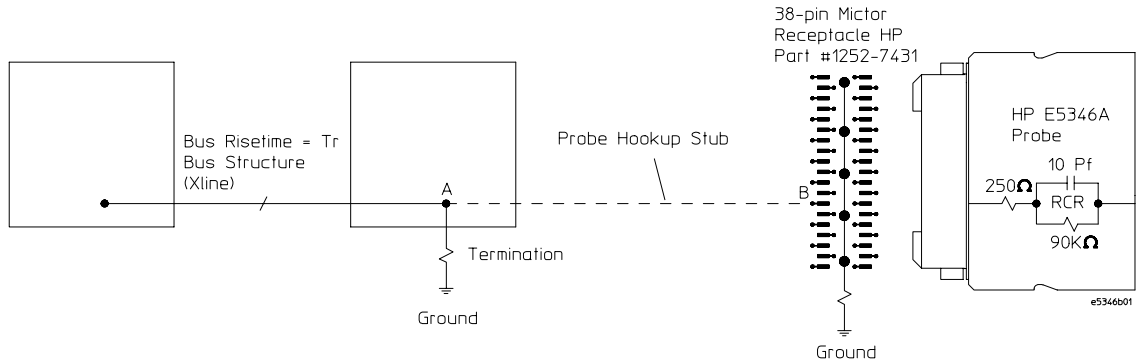 38-pin Mictor
Receptacle HP
Part #1252-7431
HP E5346A
Probe
Bus Risetime = Tr
Bus Structure
(Xline)
Probe Hookup Stub
10 Pf
250Ω
RCR
90KΩ
A
B
Termination
Ground
Ground
e5346b01